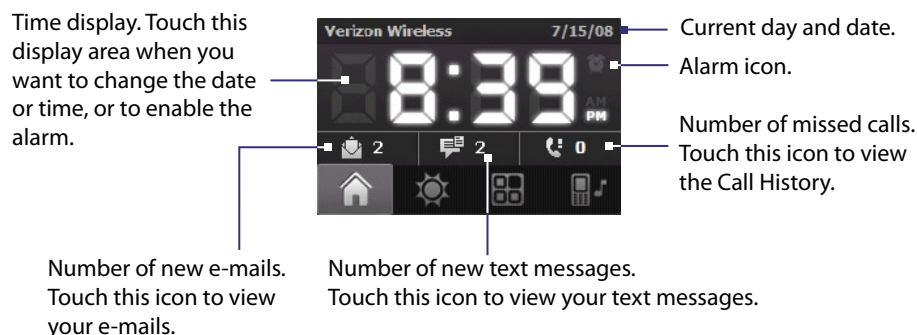 Time display. Touch this
display area when you
want to change the date
or time, or to enable the
alarm.
Verizon Wireless
7/15/08
8:39
AM
PM
2
2
0
Current day and date.
Alarm icon.
Number of missed calls.
Touch this icon to view
the Call History.
Number of new e-mails.
Touch this icon to view
your e-mails.
Number of new text messages.
Touch this icon to view your text messages.